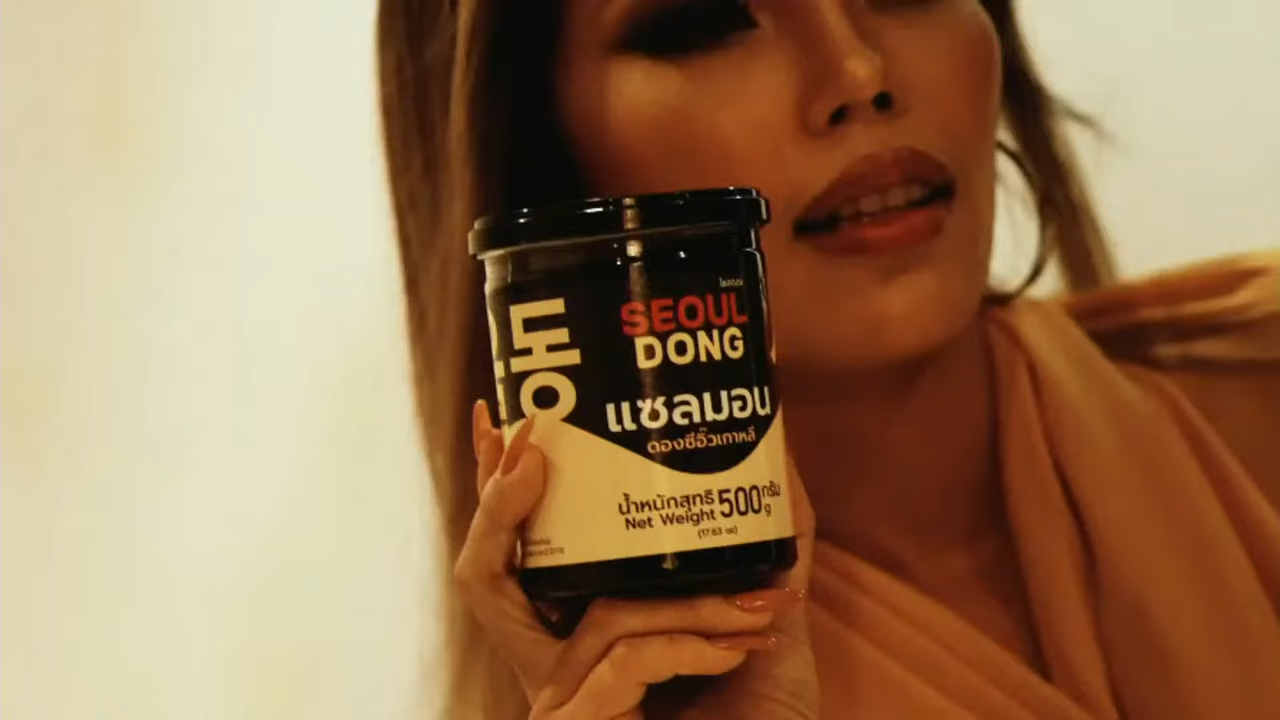 동
SEOUL
DONG
แซลมอน
ดองซีอิ๊วเกาหลี
น้ำหนักสุทธิ 500 กรัม
Net Weight g
(17.63 oz)